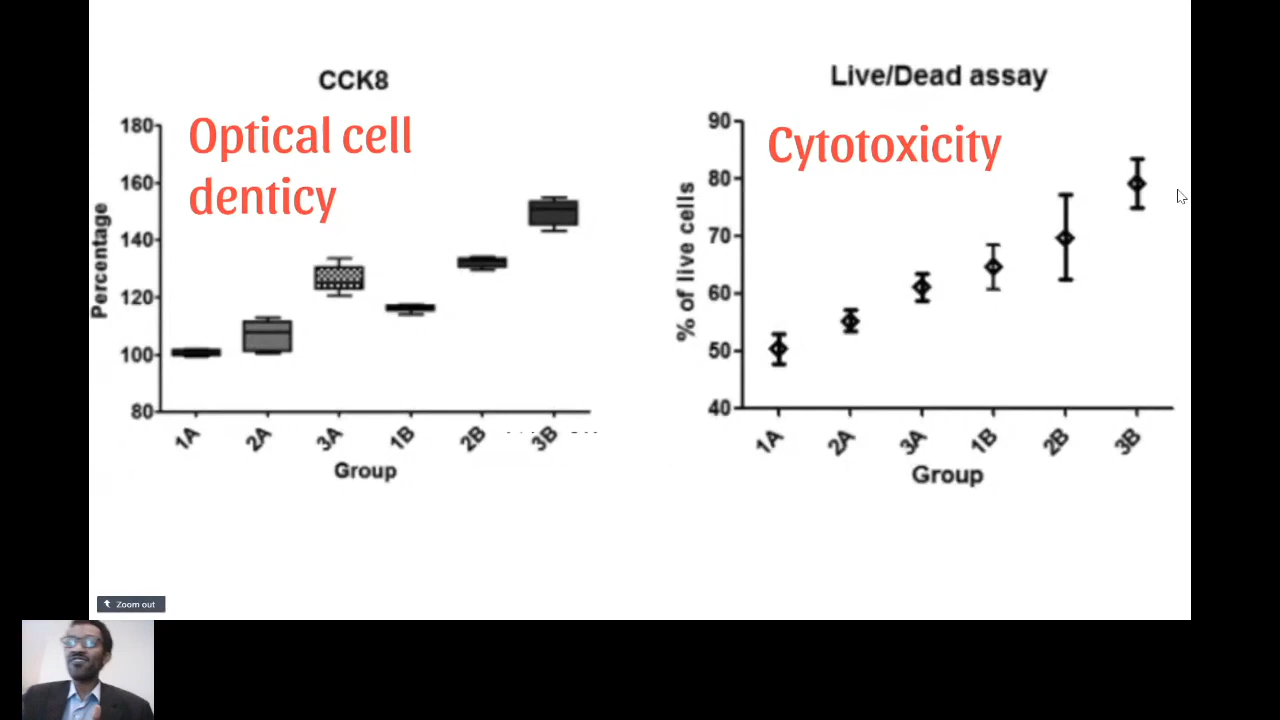 CCK8
Optical cell
denticy
180
160
140
120
100
80
Percentage
1A
2A
3A
1B
2B
3B
Group
Live/Dead assay
Cytotoxicity
90
80
70
60
50
40
% of live cells
1A
2A
3A
1B
2B
3B
Group
Zoom out